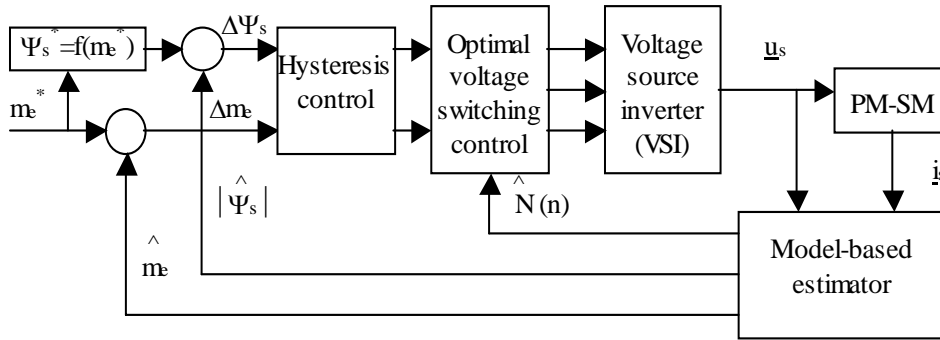 Ψs*=f(me*)
ΔΨs
Hysteresis
control
Optimal
voltage
switching
control
Voltage
source
inverter
(VSI)
us
PM-SM
me*
Δme
|Ψ̂s|
N̂(n)
is
m̂e
Model-based
estimator